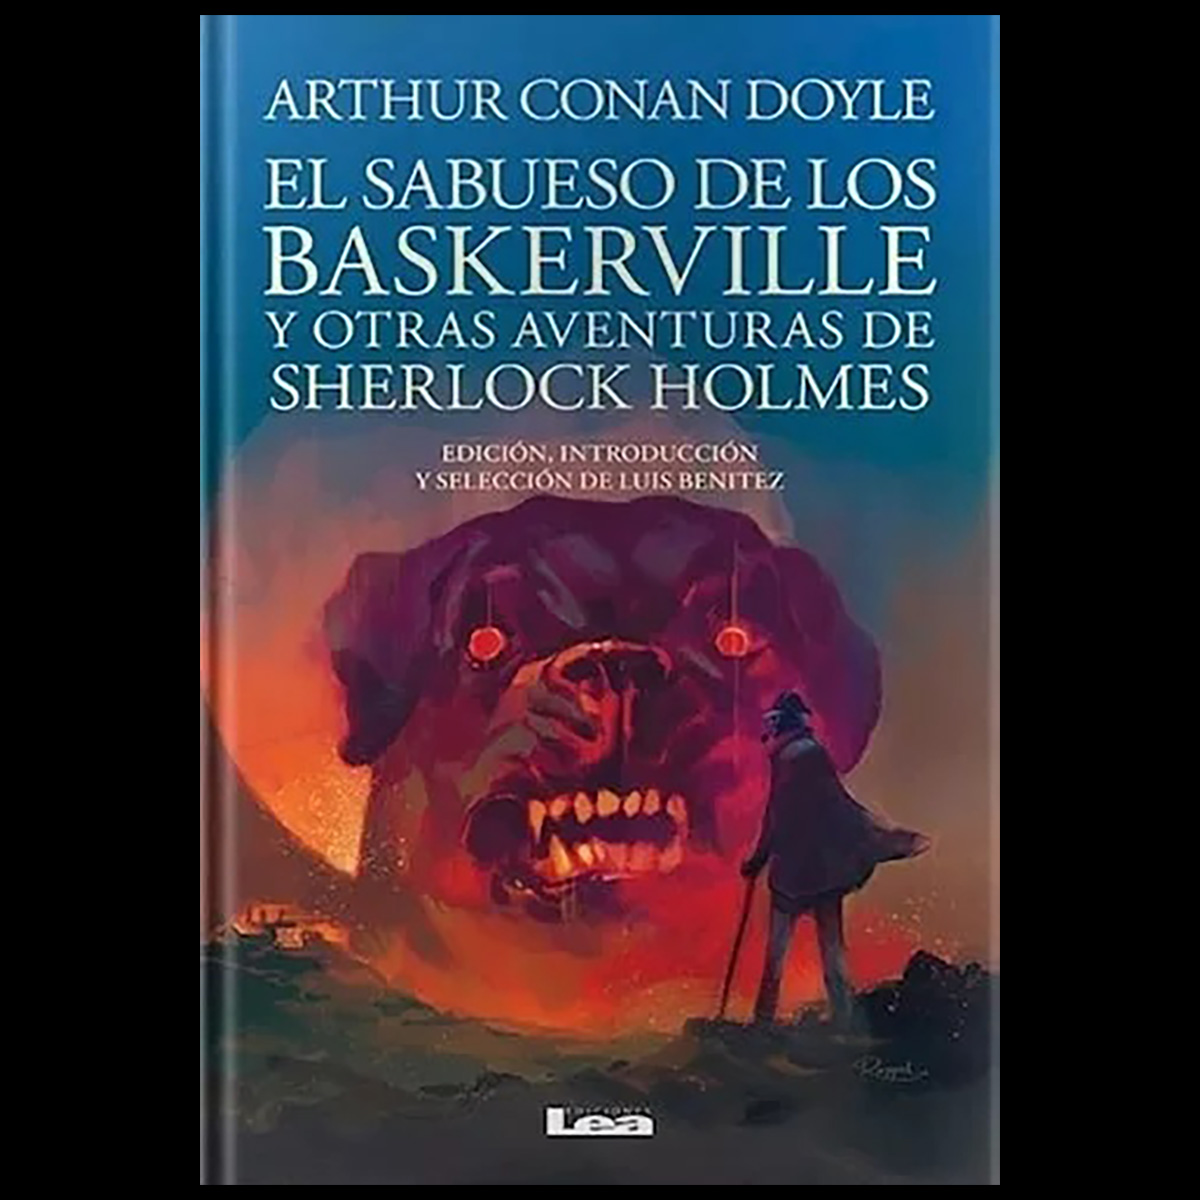 ARTHUR CONAN DOYLE
EL SABUESO DE LOS
BASKERVILLE
Y OTRAS AVENTURAS DE
SHERLOCK HOLMES
EDICIÓN, INTRODUCCIÓN
Y SELECCIÓN DE LUIS BENITEZ
EDICIONES
Lea